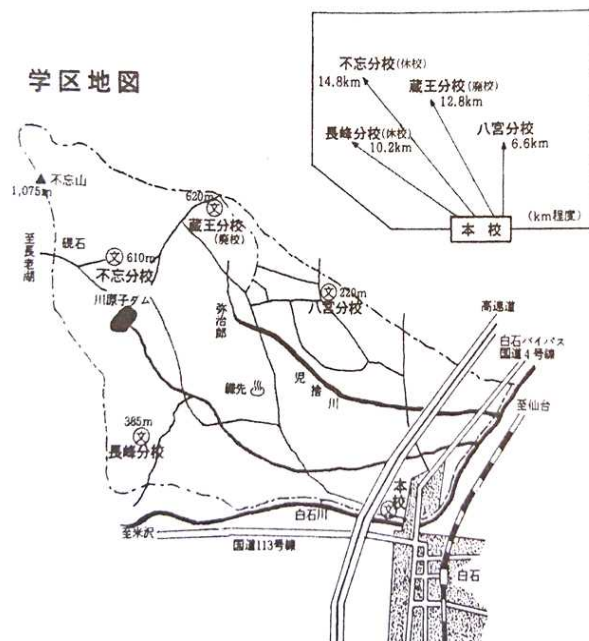 学区地図
不忘分校(休校)
14.8km
蔵王分校(廃校)
12.8km
長峰分校(休校)
10.2km
八宮分校
6.6km
本校
(km程度)
不忘山
1,075m
620m
文
蔵王分校
(廃校)
至長老湖
硯石
文
610m
不忘分校
川原子ダム
弥治郎
文
220m
八宮分校
高速道
白石バイパス
国道4号線
至仙台
児捨川
鎌先
385m
文
長峰分校
本校
文
白石川
至米沢
国道113号線
白石